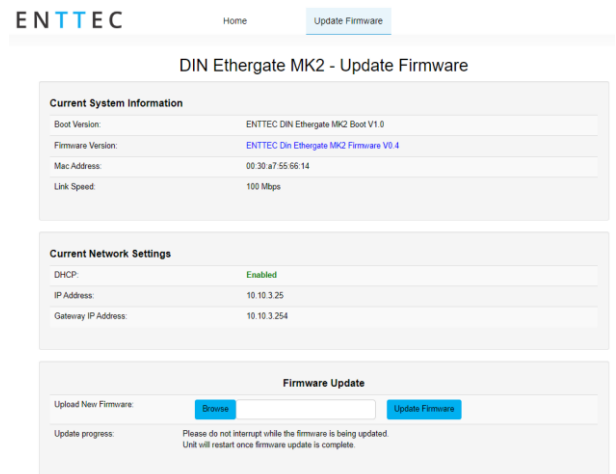 ENTTEC
Home Update Firmware
DIN Ethergate MK2 - Update Firmware
Current System Information
Boot Version: ENTTEC DIN Ethergate MK2 Boot V1.0
Firmware Version: ENTTEC Din Ethergate MK2 Firmware V0.4
Mac Address: 00:30:a7:55:66:14
Link Speed: 100 Mbps
Current Network Settings
DHCP: Enabled
IP Address: 10.10.3.25
Gateway IP Address: 10.10.3.254
Firmware Update
Upload New Firmware: Browse Update Firmware
Update progress: Please do not interrupt while the firmware is being updated.
Unit will restart once firmware update is complete.